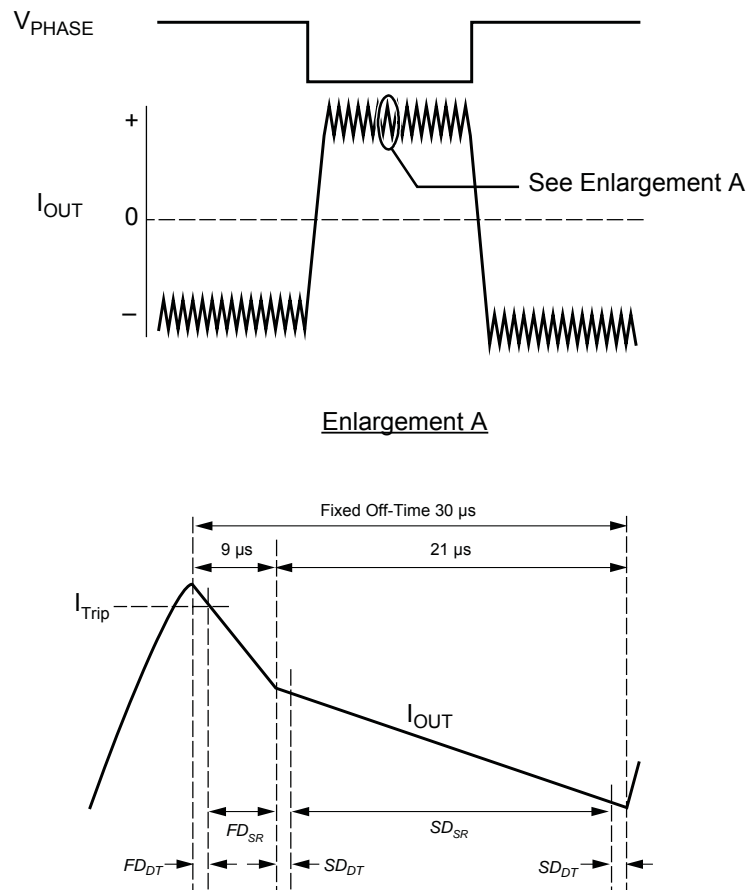 VPHASE
+
See Enlargement A
IOUT
0
–
Enlargement A
Fixed Off-Time 30 µs
9 µs
21 µs
ITrip
IOUT
FDSR
SDSR
FDDT
SDDT
SDDT